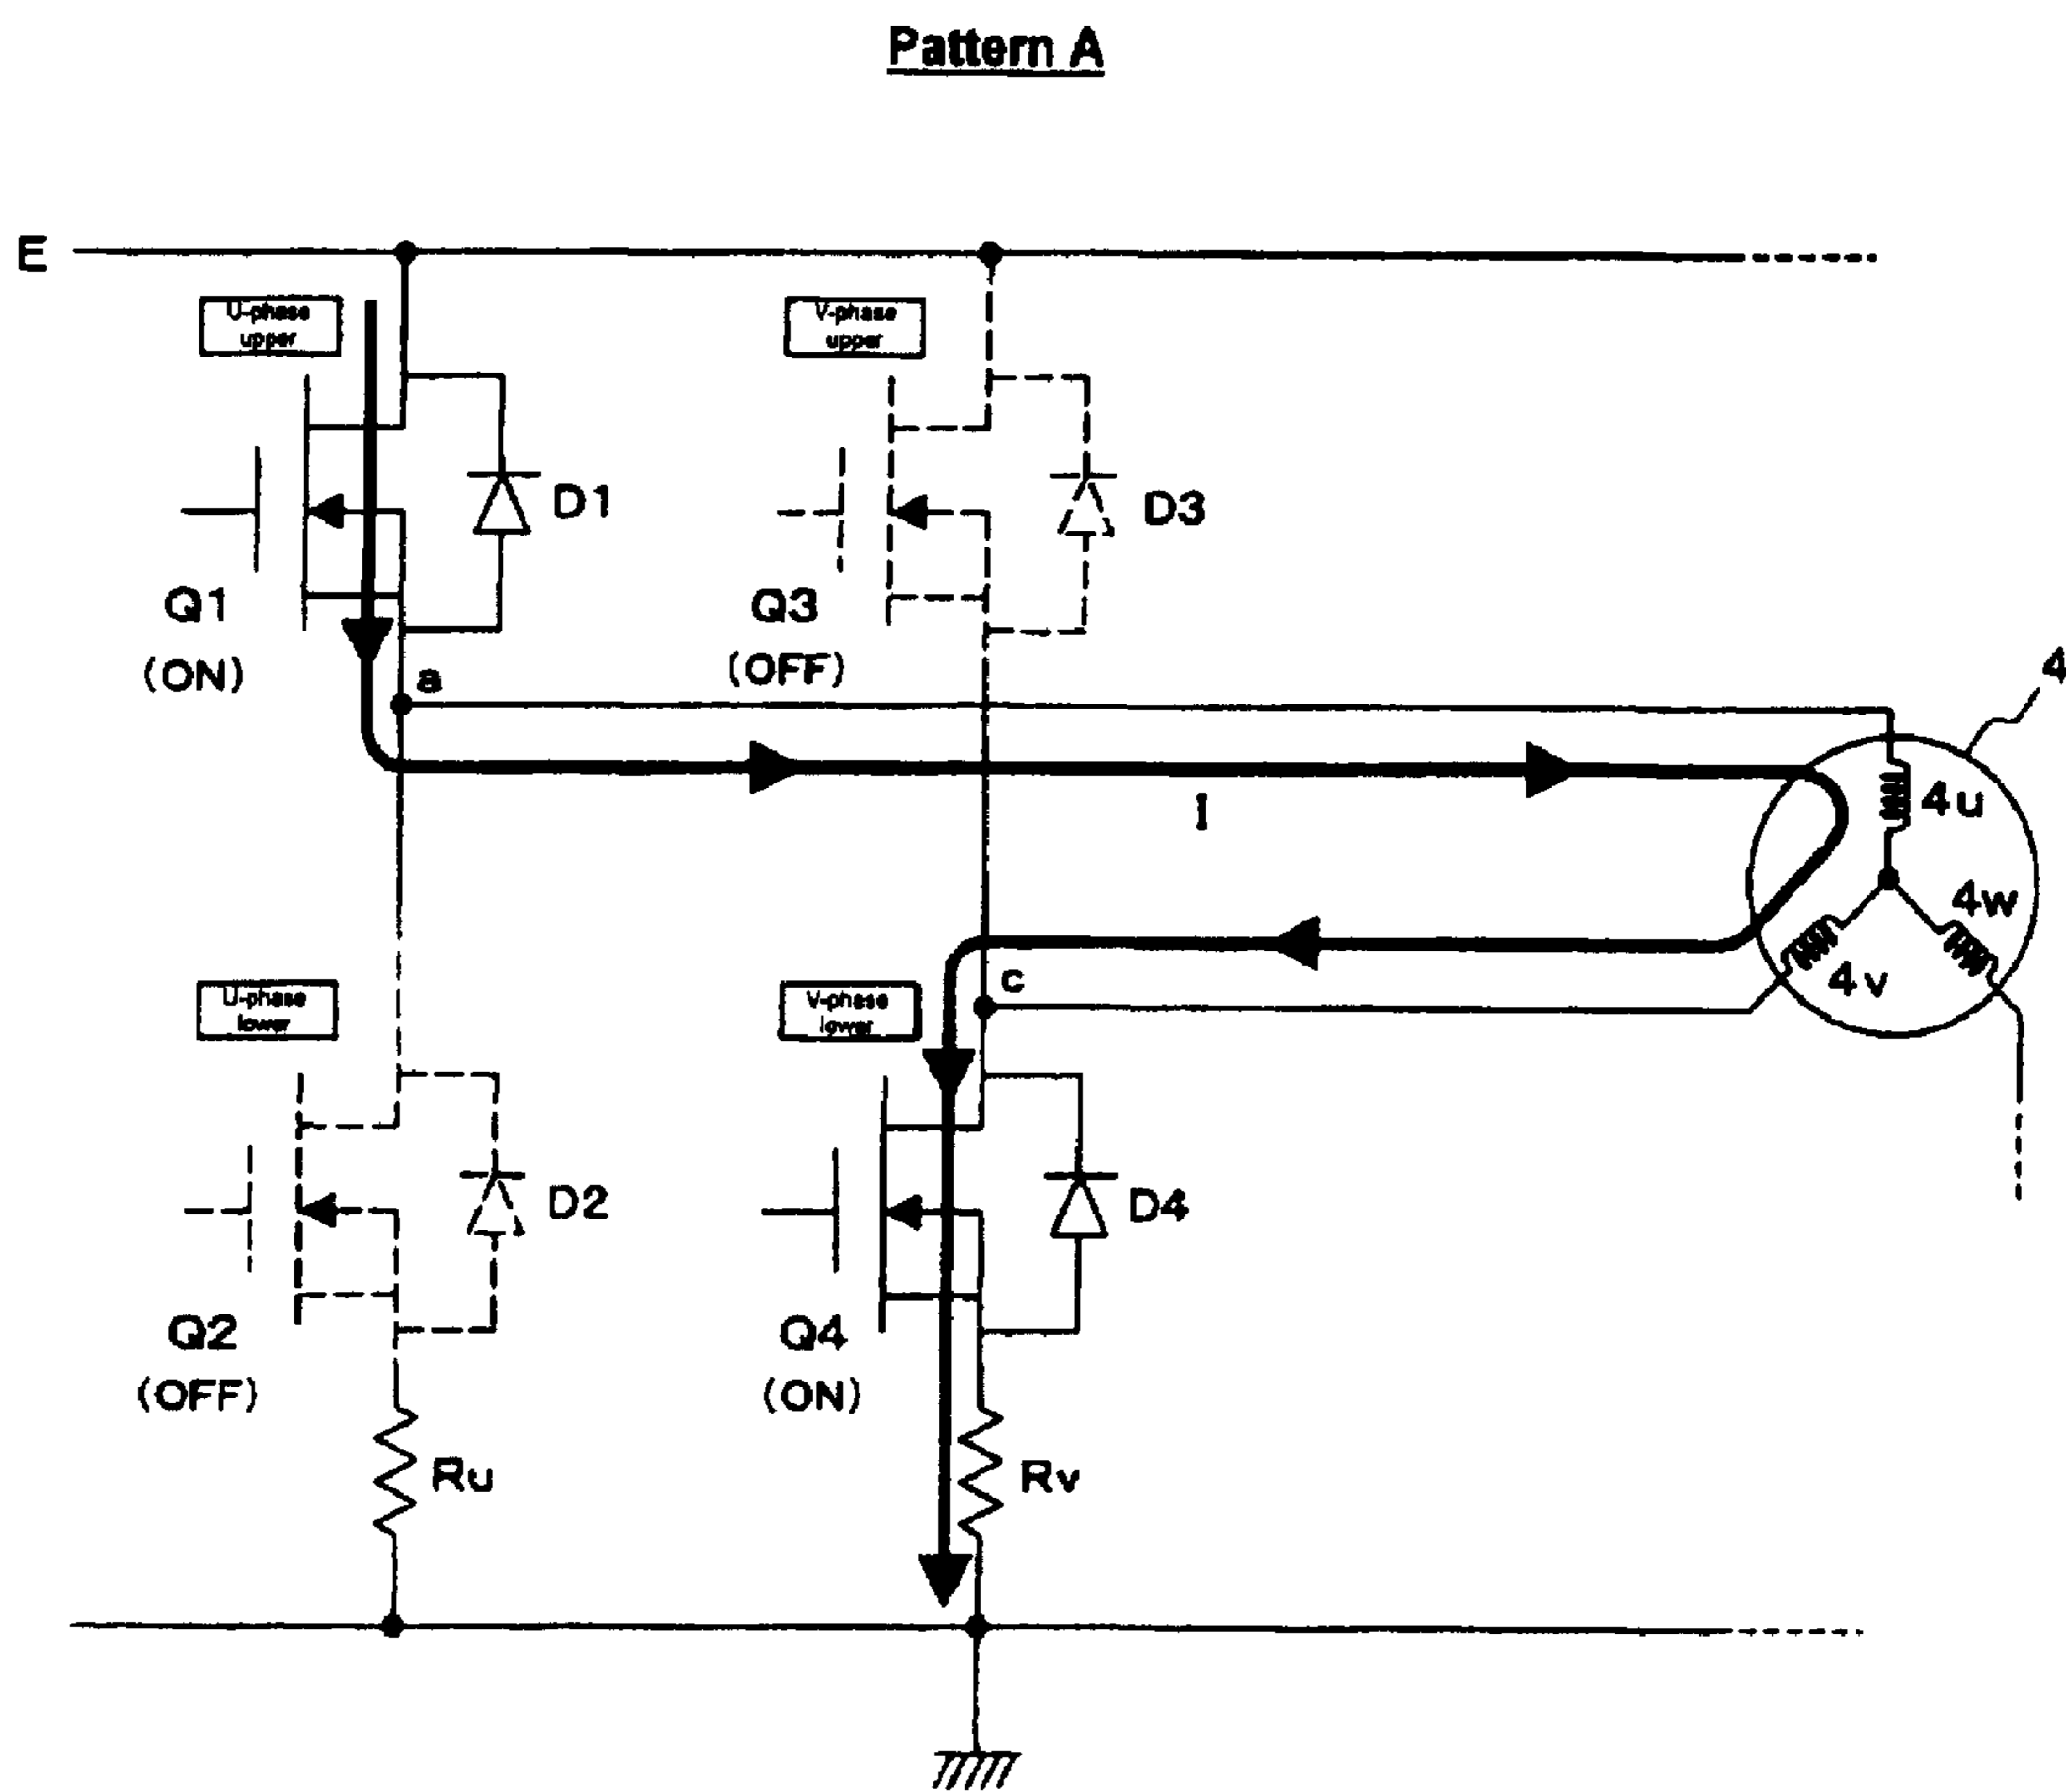 Pattern A
E
U-phase
upper
V-phase
upper
D1
D3
Q1
(ON)
Q3
(OFF)
a
4
I
4u
4w
4v
c
U-phase
lower
V-phase
lower
D2
D4
Q2
(OFF)
Q4
(ON)
Ru
Rv